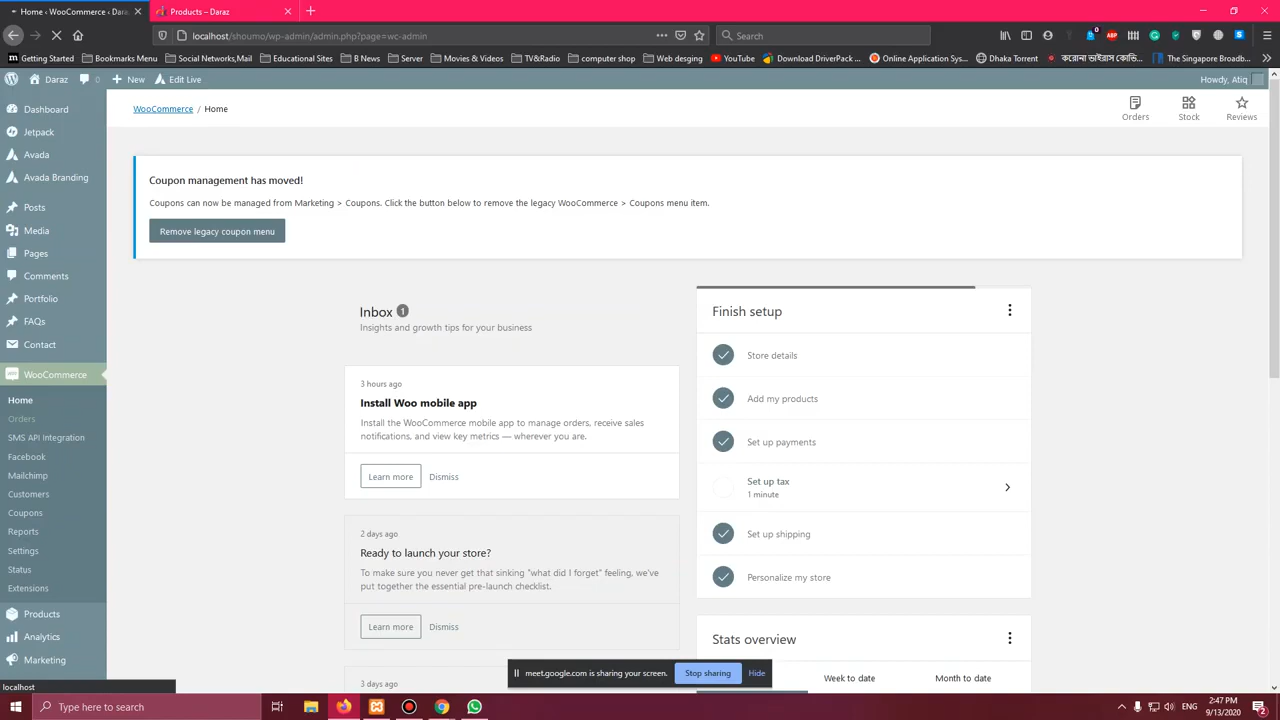 Home ‹ WooCommerce ‹ Dara
Products – Daraz
localhost/shoumo/wp-admin/admin.php?page=wc-admin
Search
Getting Started
Bookmarks Menu
Social Networks,Mail
Educational Sites
B News
Server
Movies & Videos
TV&Radio
computer shop
Web desging
YouTube
Download DriverPack ...
Online Application Sys...
Dhaka Torrent
করোনা ভাইরাস কোভি...
The Singapore Broadb...
Daraz
0
New
Edit Live
Howdy, Atiq
Dashboard
Jetpack
Avada
Avada Branding
Posts
Media
Pages
Comments
Portfolio
FAQs
Contact
WooCommerce
Home
Orders
SMS API Integration
Facebook
Mailchimp
Customers
Coupons
Reports
Settings
Status
Extensions
Products
Analytics
Marketing
localhost
WooCommerce / Home
Orders
Stock
Reviews
Coupon management has moved!
Coupons can now be managed from Marketing > Coupons. Click the button below to remove the legacy WooCommerce > Coupons menu item.
Remove legacy coupon menu
Inbox 1
Insights and growth tips for your business
3 hours ago
Install Woo mobile app
Install the WooCommerce mobile app to manage orders, receive sales
notifications, and view key metrics — wherever you are.
Learn more
Dismiss
2 days ago
Ready to launch your store?
To make sure you never get that sinking "what did I forget" feeling, we've
put together the essential pre-launch checklist.
Learn more
Dismiss
3 days ago
Finish setup
Store details
Add my products
Set up payments
Set up tax
1 minute
Set up shipping
Personalize my store
Stats overview
Week to date
Month to date
meet.google.com is sharing your screen.
Stop sharing
Hide
Type here to search
ENG
2:47 PM
9/13/2020
2